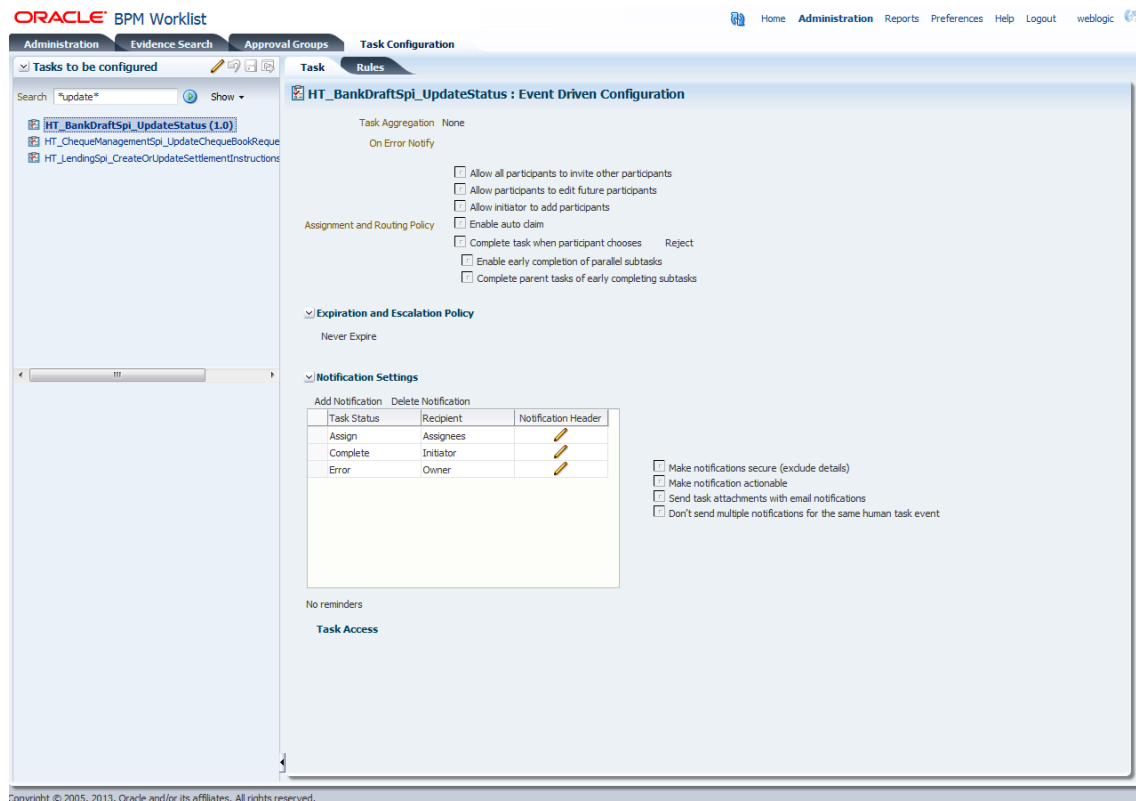 ORACLE BPM Worklist
Home Administration Reports Preferences Help Logout weblogic
Administration Evidence Search Approval Groups Task Configuration
Tasks to be configured
Search *update* Show
HT_BankDraftSpi_UpdateStatus (1.0)
HT_ChequeManagementSpi_UpdateChequeBookReque
HT_LendingSpi_CreateOrUpdateSettlementInstructions
Task Rules
HT_BankDraftSpi_UpdateStatus : Event Driven Configuration
Task Aggregation None
On Error Notify
Assignment and Routing Policy
Allow all participants to invite other participants
Allow participants to edit future participants
Allow initiator to add participants
Enable auto claim
Complete task when participant chooses Reject
Enable early completion of parallel subtasks
Complete parent tasks of early completing subtasks
Expiration and Escalation Policy
Never Expire
Notification Settings
Add Notification Delete Notification
Task Status Recipient Notification Header
Assign Assignees
Complete Initiator
Error Owner
Make notifications secure (exclude details)
Make notification actionable
Send task attachments with email notifications
Don't send multiple notifications for the same human task event
No reminders
Task Access
Copyright © 2005, 2013, Oracle and/or its affiliates. All rights reserved.